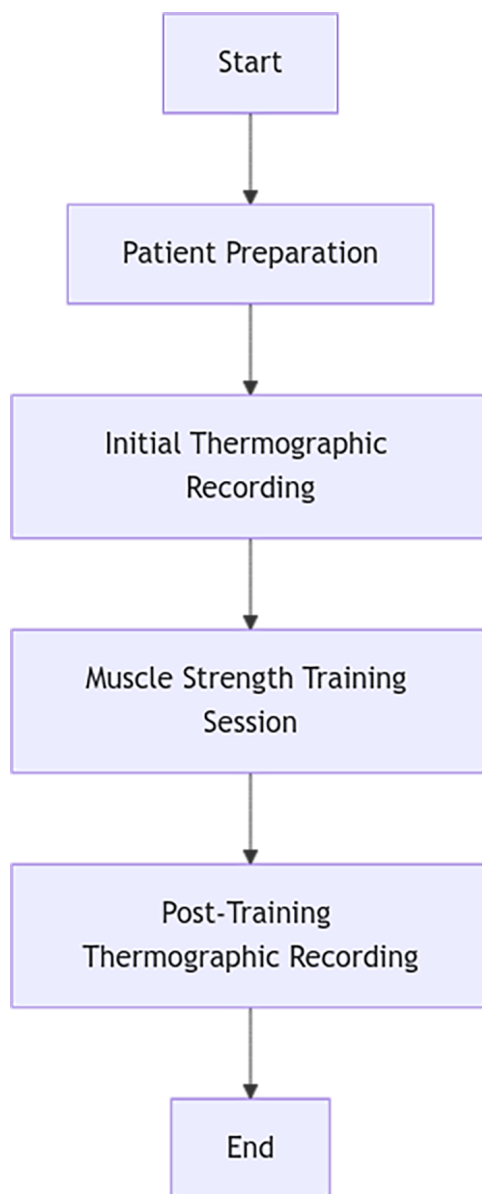 Start
Patient Preparation
Initial Thermographic
Recording
Muscle Strength Training
Session
Post-Training
Thermographic Recording
End